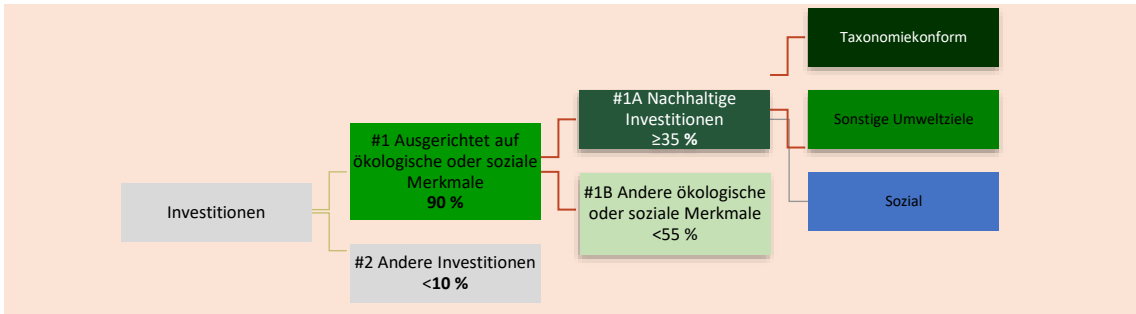 Investitionen
#1 Ausgerichtet auf
ökologische oder soziale
Merkmale
90 %
#2 Andere Investitionen
<10 %
#1A Nachhaltige
Investitionen
≥35 %
#1B Andere ökologische
oder soziale Merkmale
<55 %
Taxonomiekonform
Sonstige Umweltziele
Sozial